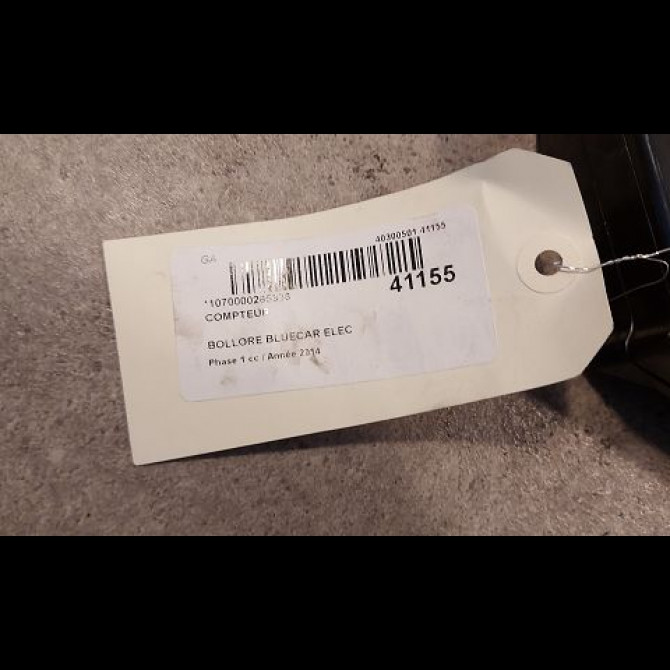 GA
40300501 41155
41155
COMPTEUR
BOLLORE BLUECAR ELEC
Phase 1 cc / Année 2014